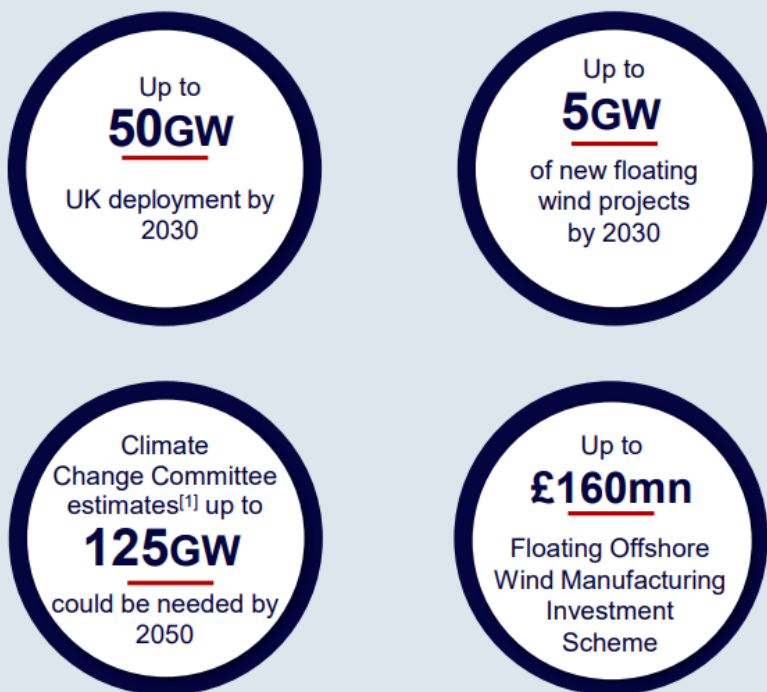 Up to
50GW
UK deployment by
2030
Up to
5GW
of new floating
wind projects
by 2030
Climate
Change Committee
estimates[1] up to
125GW
could be needed by
2050
Up to
£160mn
Floating Offshore
Wind Manufacturing
Investment
Scheme